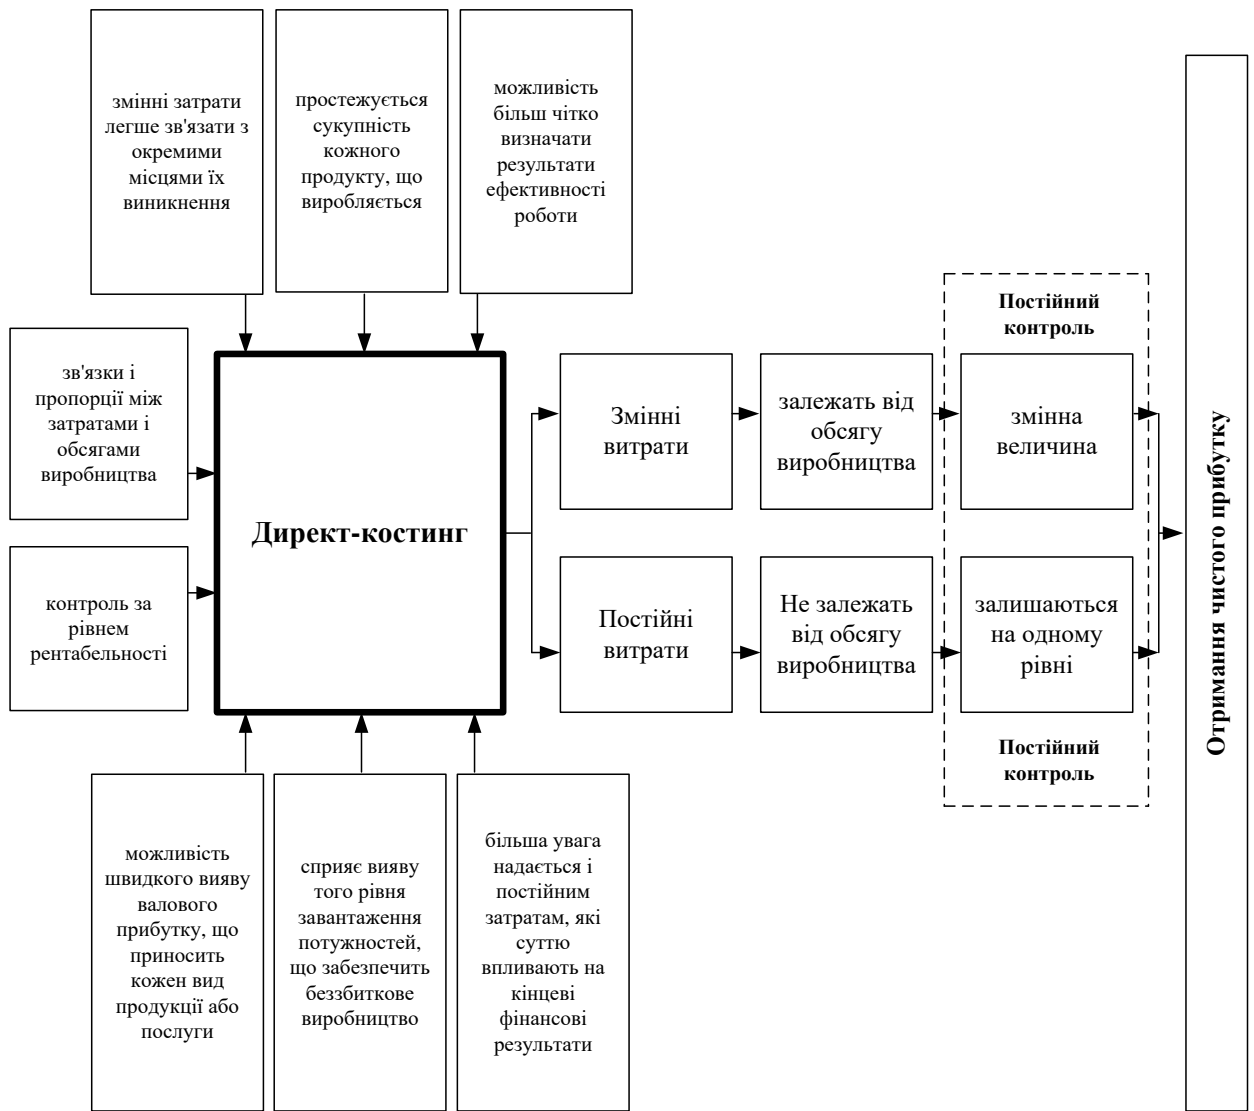 змінні затрати
легше зв'язати з
окремими
місцями їх
виникнення
простежується
сукупність
кожного
продукту, що
виробляється
можливість
більш чітко
визначати
результати
ефективності
роботи
зв'язки і
пропорції між
затратами і
обсягами
виробництва
контроль за
рівнем
рентабельності
Директ-костинг
Змінні
витрати
залежать від
обсягу
виробництва
Постійний
контроль
змінна
величина
Постійні
витрати
Не залежать
від обсягу
виробництва
залишаються
на одному
рівні
Постійний
контроль
Отримання чистого прибутку
можливість
швидкого вияву
валового
прибутку, що
приносить
кожен вид
продукції або
послуги
сприяє вияву
того рівня
завантаження
потужностей,
що забезпечить
беззбиткове
виробництво
більша увага
надається і
постійним
затратам, які
суттю
впливають на
кінцеві
фінансові
результати